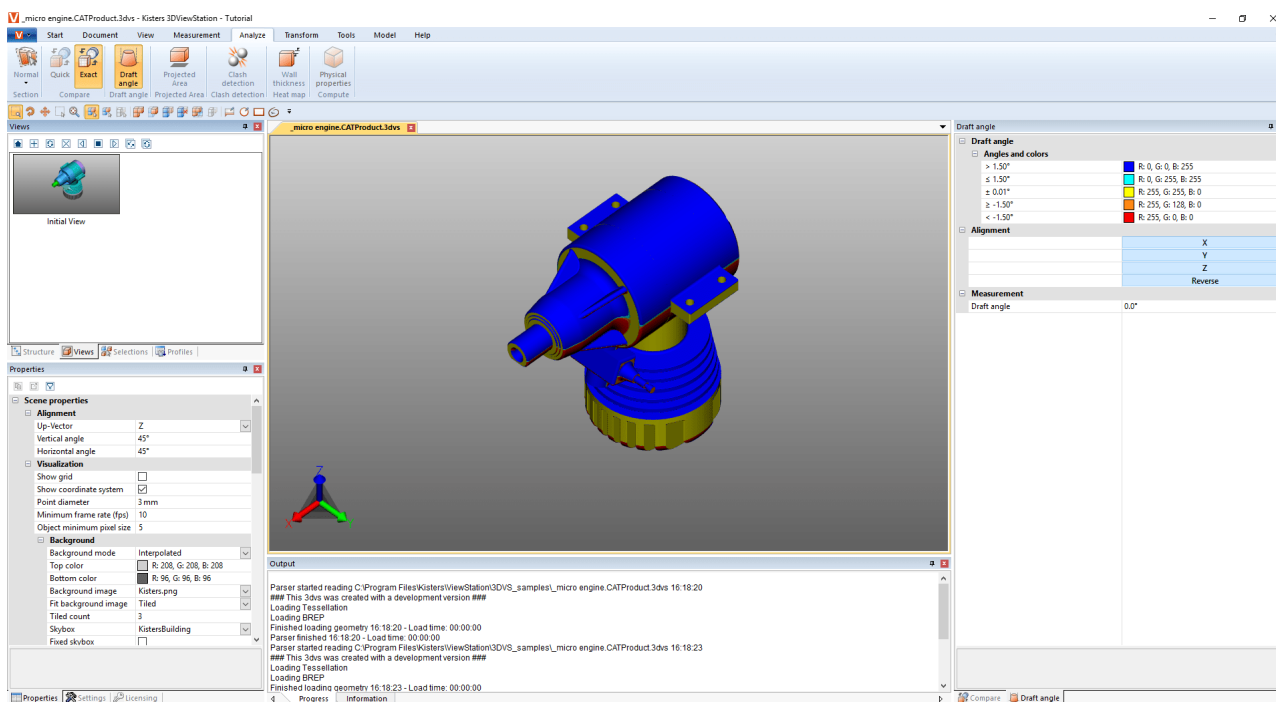 _micro engine.CATProduct.3dvs - Kisters 3DViewStation - Tutorial
V Start Document View Measurement Analyze Transform Tools Model Help
Normal Quick Exact Draft angle Projected Area Clash detection Wall thickness Physical properties
Section Compare Draft angle Projected Area Clash detection Heat map Compute
Views
Initial View
Structure Views Selections Profiles
Properties
Scene properties
Alignment
Up-Vector Z
Vertical angle 45°
Horizontal angle 45°
Visualization
Show grid
Show coordinate system
Point diameter 3 mm
Minimum frame rate (fps) 10
Object minimum pixel size 5
Background
Background mode Interpolated
Top color R: 208, G: 208, B: 208
Bottom color R: 96, G: 96, B: 96
Background image Kisters.png
Fit background image Tiled
Tiled count 3
Skybox KistersBuilding
Fixed skybox
Properties Settings Licensing
_micro engine.CATProduct.3dvs
Z
X
Output
Parser started reading C:\Program Files\Kisters\ViewStation\3DVS_samples\_micro engine.CATProduct.3dvs 16:18:20
### This 3dvs was created with a development version ###
Loading Tessellation
Loading BREP
Finished loading geometry 16:18:20 - Load time: 00:00:00
Parser finished 16:18:20 - Load time: 00:00:00
Parser started reading C:\Program Files\Kisters\ViewStation\3DVS_samples\_micro engine.CATProduct.3dvs 16:18:23
### This 3dvs was created with a development version ###
Loading Tessellation
Loading BREP
Finished loading geometry 16:18:23 - Load time: 00:00:00
Progress Information
Draft angle
Draft angle
Angles and colors
> 1.50° R: 0, G: 0, B: 255
≤ 1.50° R: 0, G: 255, B: 255
± 0.01° R: 255, G: 255, B: 0
≥ -1.50° R: 255, G: 128, B: 0
< -1.50° R: 255, G: 0, B: 0
Alignment
X
Y
Z
Reverse
Measurement
Draft angle 0.0°
Compare Draft angle